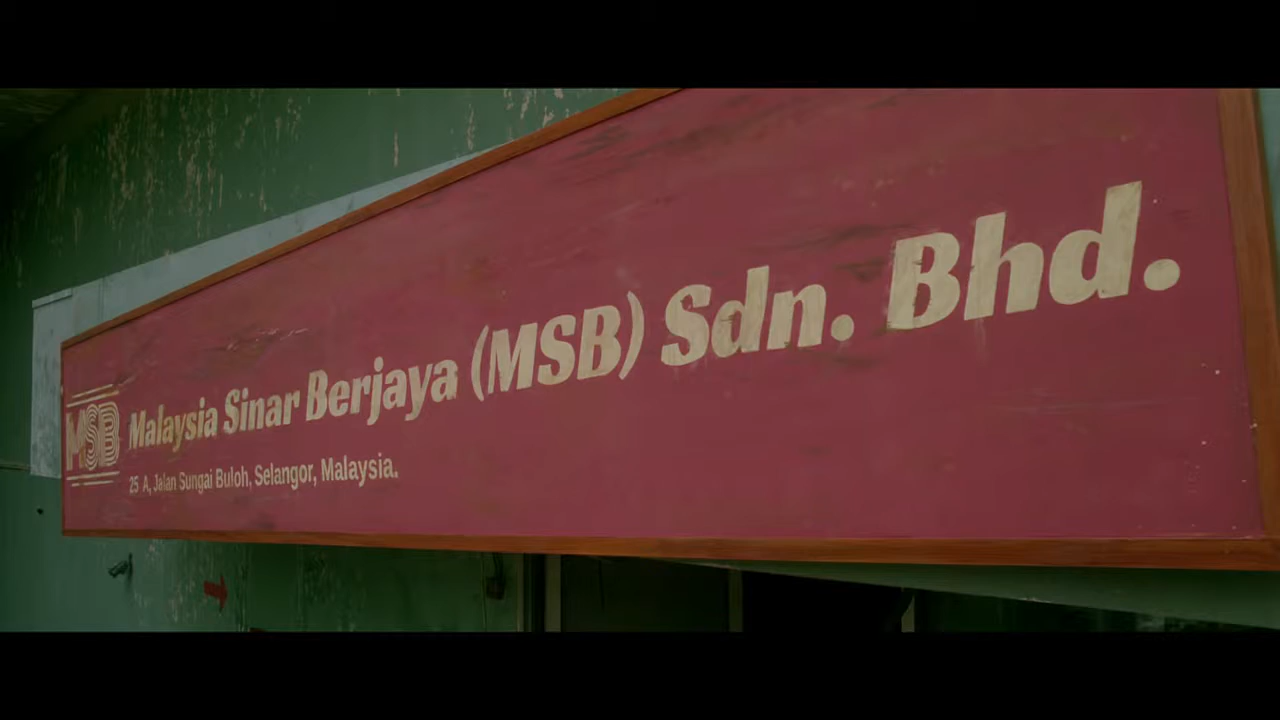 MSB
Malaysia Sinar Berjaya (MSB) Sdn. Bhd.
25 A, Jalan Sungai Buloh, Selangor, Malaysia.